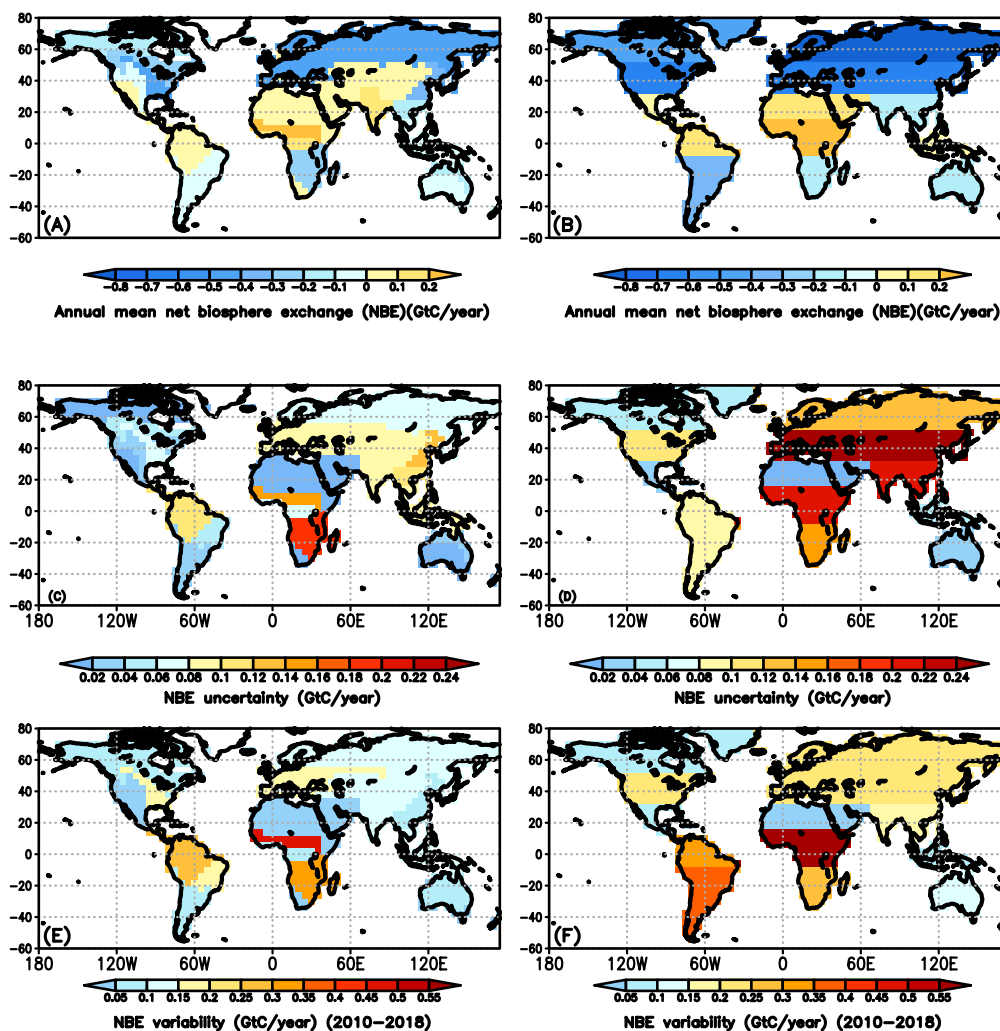 80
60
40
20
0
−20
−40
−60
(A)
80
60
40
20
0
−20
−40
−60
(B)
−0.8 −0.7 −0.5 −0.4 −0.3 −0.2 −0.1 0 0.1 0.2
Annual mean net biosphere exchange (NBE)(GtC/year)
−0.8 −0.7 −0.5 −0.4 −0.3 −0.2 −0.1 0 0.1 0.2
Annual mean net biosphere exchange (NBE)(GtC/year)
80
60
40
20
0
−20
−40
−60
(C)
180 120W 60W 0 60E 120E
80
60
40
20
0
−20
−40
−60
(D)
180 120W 60W 0 60E 120E
0.02 0.04 0.06 0.08 0.1 0.12 0.14 0.16 0.18 0.2 0.22 0.24
NBE uncertainty (GtC/year)
0.02 0.04 0.06 0.08 0.1 0.12 0.14 0.16 0.18 0.2 0.22 0.24
NBE uncertainty (GtC/year)
80
60
40
20
0
−20
−40
−60
(E)
180 120W 60W 0 60E 120E
80
60
40
20
0
−20
−40
−60
(F)
180 120W 60W 0 60E 120E
0.05 0.1 0.15 0.2 0.25 0.3 0.35 0.4 0.45 0.5 0.55
NBE variability (GtC/year) (2010−2018)
0.05 0.1 0.15 0.2 0.25 0.3 0.35 0.4 0.45 0.5 0.55
NBE variability (GtC/year) (2010−2018)